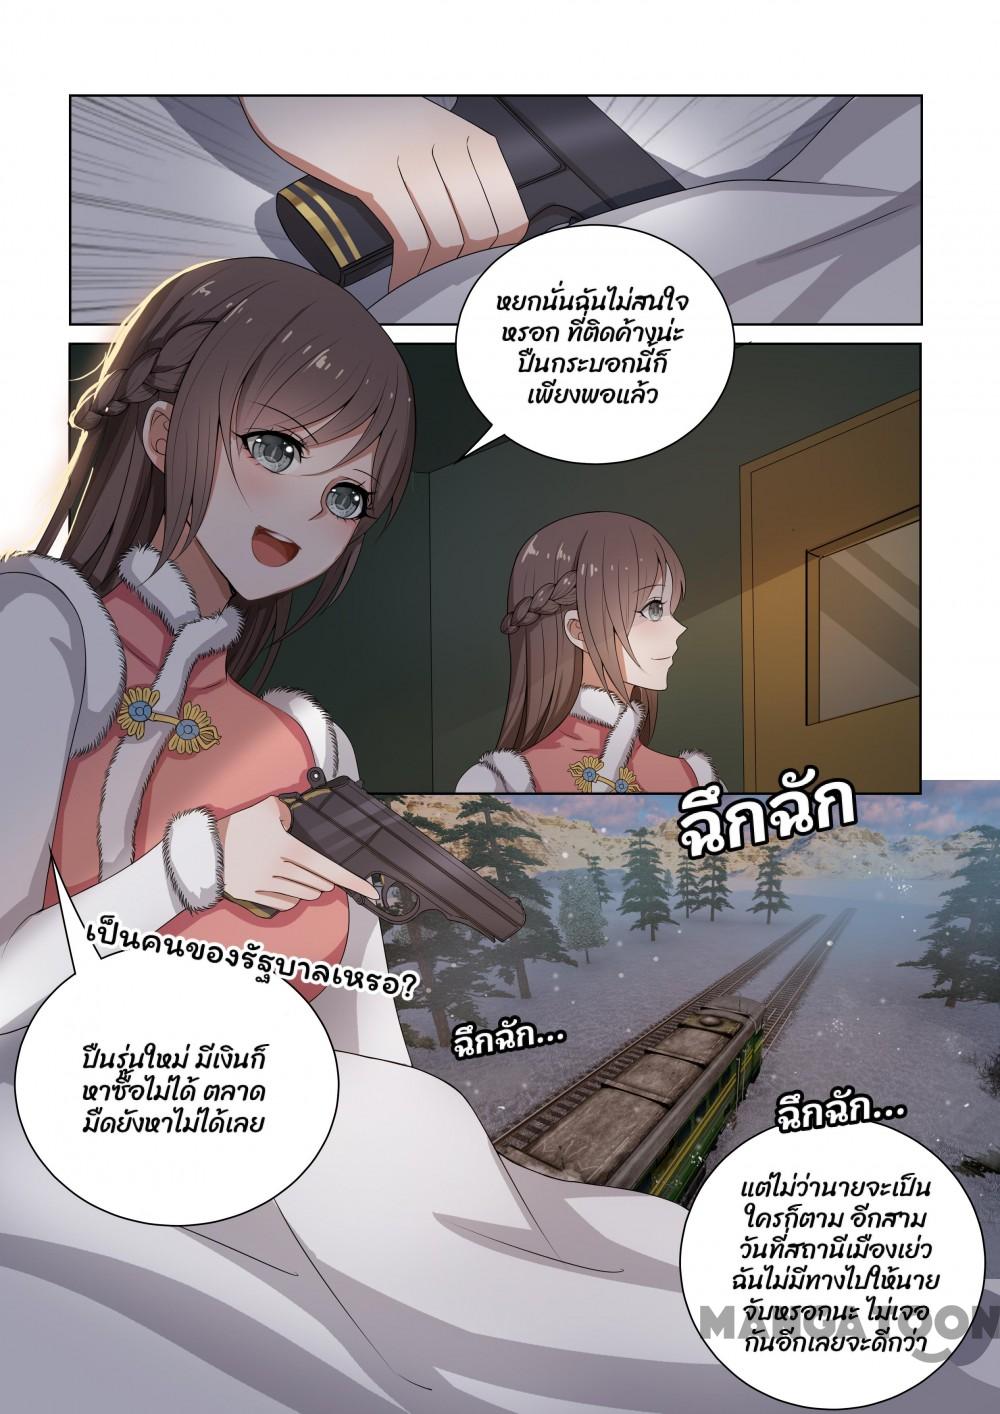 หยกนั่นฉันไม่สนใจ
หรอก ที่ติดค้างน่ะ
ปืนกระบอกนี้ก็
เพียงพอแล้ว
ฉึกฉัก
เป็นคนของรัฐบาลเหรอ?
ปืนรุ่นใหม่ มีเงินก็
หาซื้อไม่ได้ ตลาด
มืดยังหาไม่ได้เลย
ฉึกฉัก...
ฉึกฉัก...
แต่ไม่ว่านายจะเป็น
ใครก็ตาม อีกสาม
วันที่สถานีเมืองเย่ว
ฉันไม่มีทางไปให้นาย
จับหรอกนะ ไม่เจอ
กันอีกเลยจะดีกว่า
MANGATOON